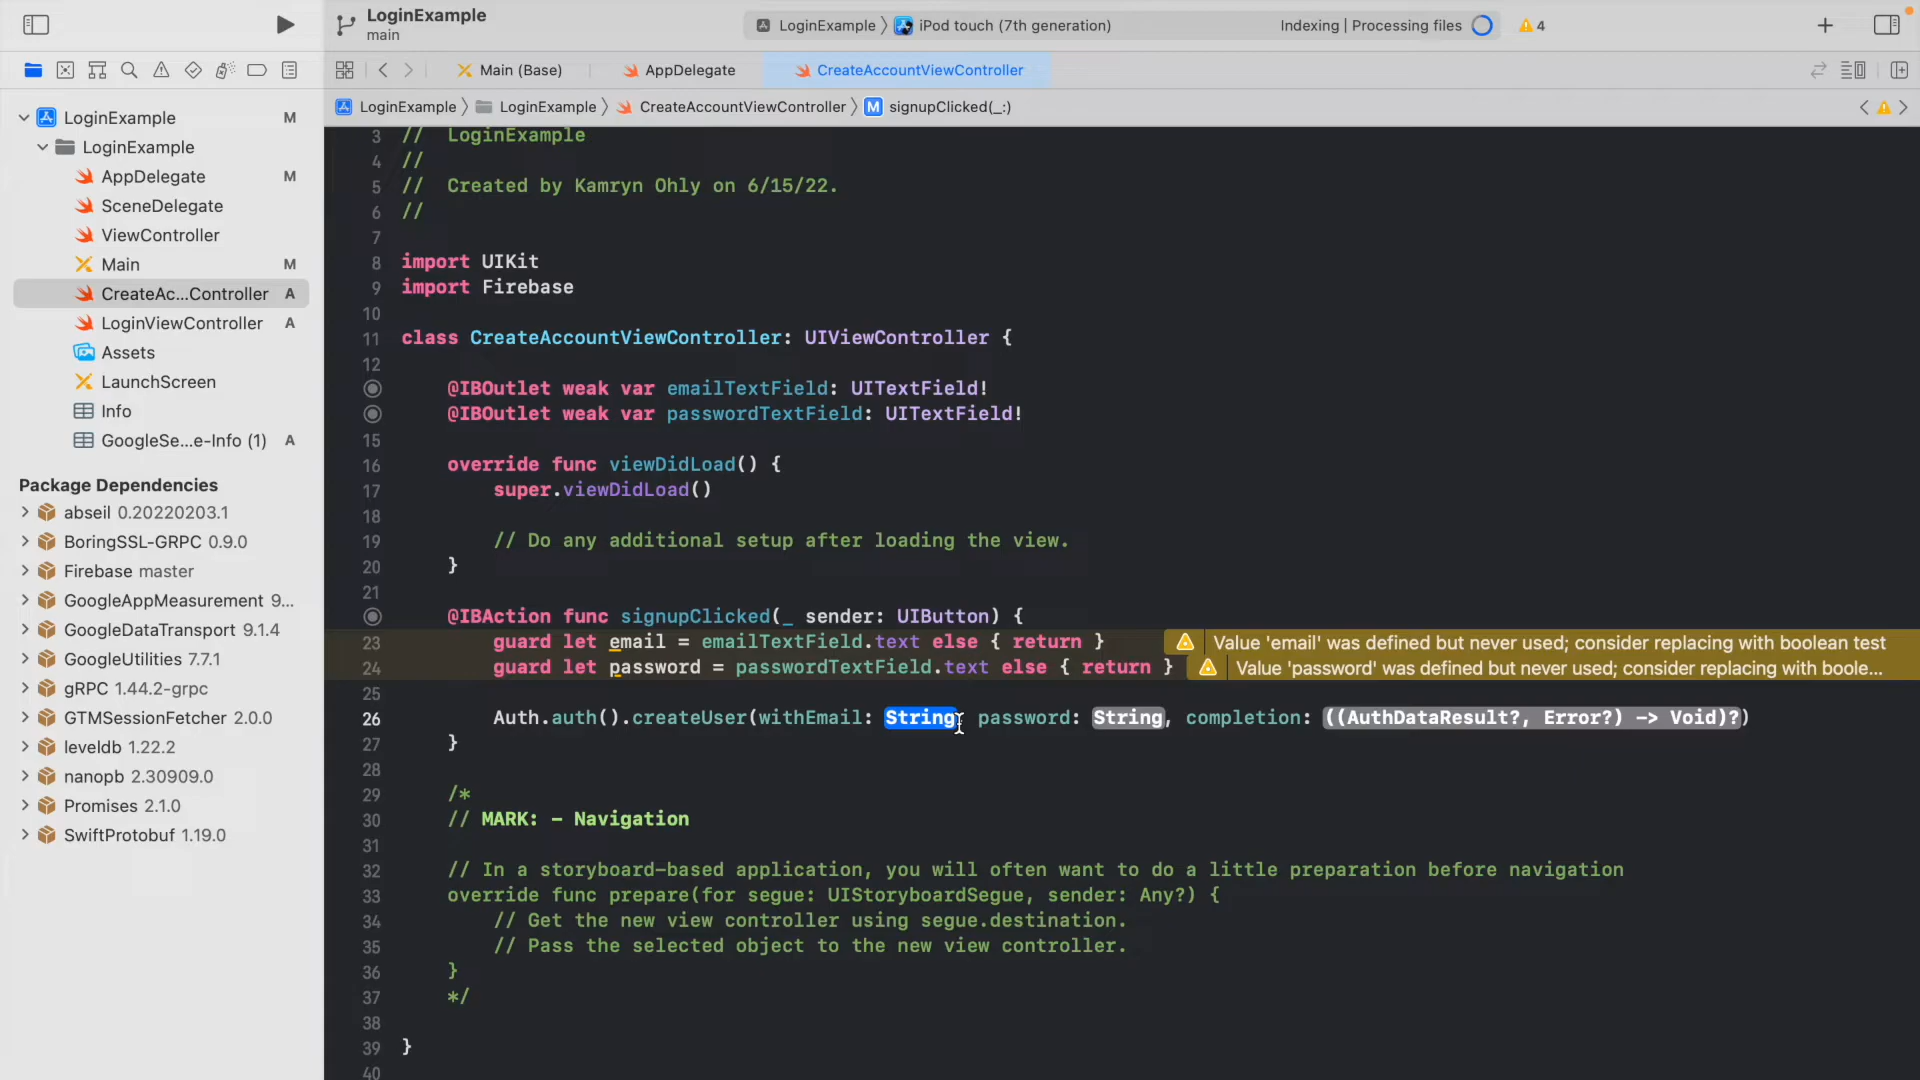 LoginExample
main
LoginExample 〉 iPod touch (7th generation)
Indexing | Processing files
4
Main (Base)
AppDelegate
CreateAccountViewController
LoginExample 〉 LoginExample 〉 CreateAccountViewController 〉 M signupClicked(_:)
LoginExample M
LoginExample
AppDelegate M
SceneDelegate
ViewController
Main M
CreateAc...Controller A
LoginViewController A
Assets
LaunchScreen
Info
GoogleSe...e-Info (1) A
Package Dependencies
abseil 0.20220203.1
BoringSSL-GRPC 0.9.0
Firebase master
GoogleAppMeasurement 9...
GoogleDataTransport 9.1.4
GoogleUtilities 7.7.1
gRPC 1.44.2-grpc
GTMSessionFetcher 2.0.0
leveldb 1.22.2
nanopb 2.30909.0
Promises 2.1.0
SwiftProtobuf 1.19.0
3 //  LoginExample
4 //
5 //  Created by Kamryn Ohly on 6/15/22.
6 //
7
8 import UIKit
9 import Firebase
10
11 class CreateAccountViewController: UIViewController {
12
@IBOutlet weak var emailTextField: UITextField!
@IBOutlet weak var passwordTextField: UITextField!
15
16 override func viewDidLoad() {
17 super.viewDidLoad()
18
19 // Do any additional setup after loading the view.
20 }
21
@IBAction func signupClicked(_ sender: UIButton) {
23 guard let email = emailTextField.text else { return } Value 'email' was defined but never used; consider replacing with boolean test
24 guard let password = passwordTextField.text else { return } Value 'password' was defined but never used; consider replacing with boole...
25
26 Auth.auth().createUser(withEmail: String, password: String, completion: ((AuthDataResult?, Error?) -> Void)?)
27 }
28
29 /*
30 // MARK: - Navigation
31
32 // In a storyboard-based application, you will often want to do a little preparation before navigation
33 override func prepare(for segue: UIStoryboardSegue, sender: Any?) {
34 // Get the new view controller using segue.destination.
35 // Pass the selected object to the new view controller.
36 }
37 */
38
39 }
40